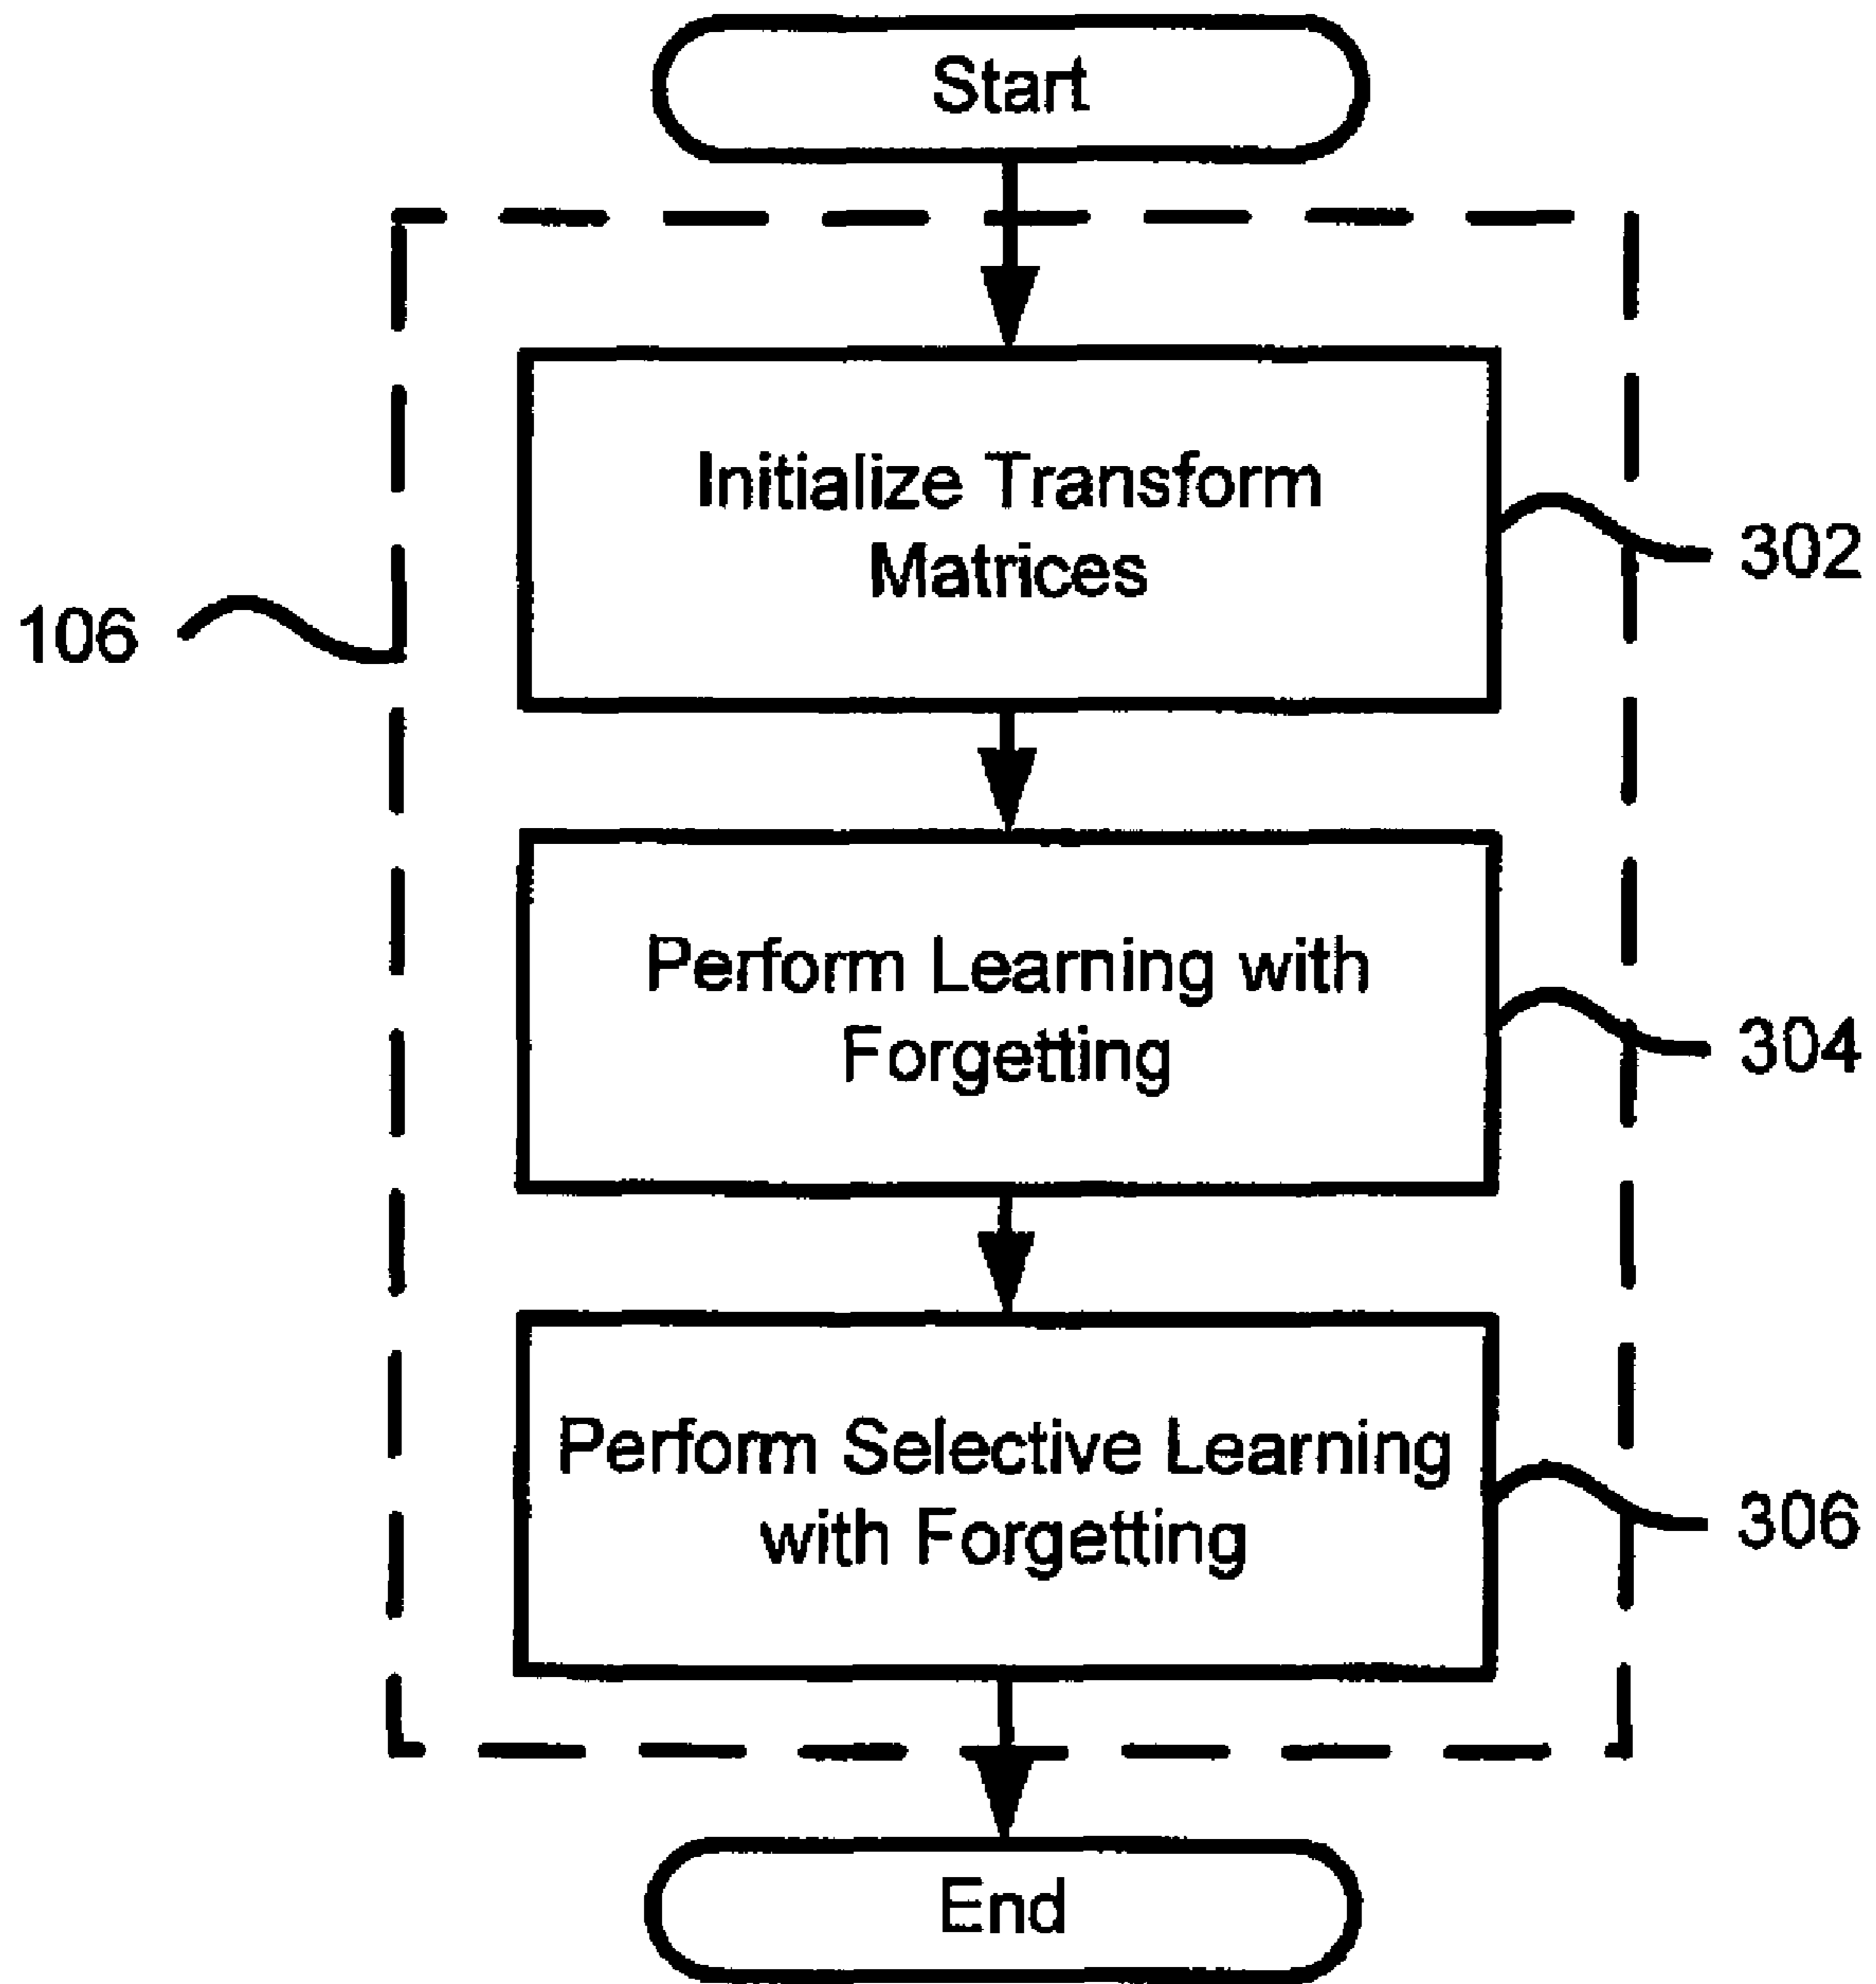 Start
Initialize Transform
Matrices
302
106
Perform Learning with
Forgetting
304
Perform Selective Learning
with Forgetting
306
End